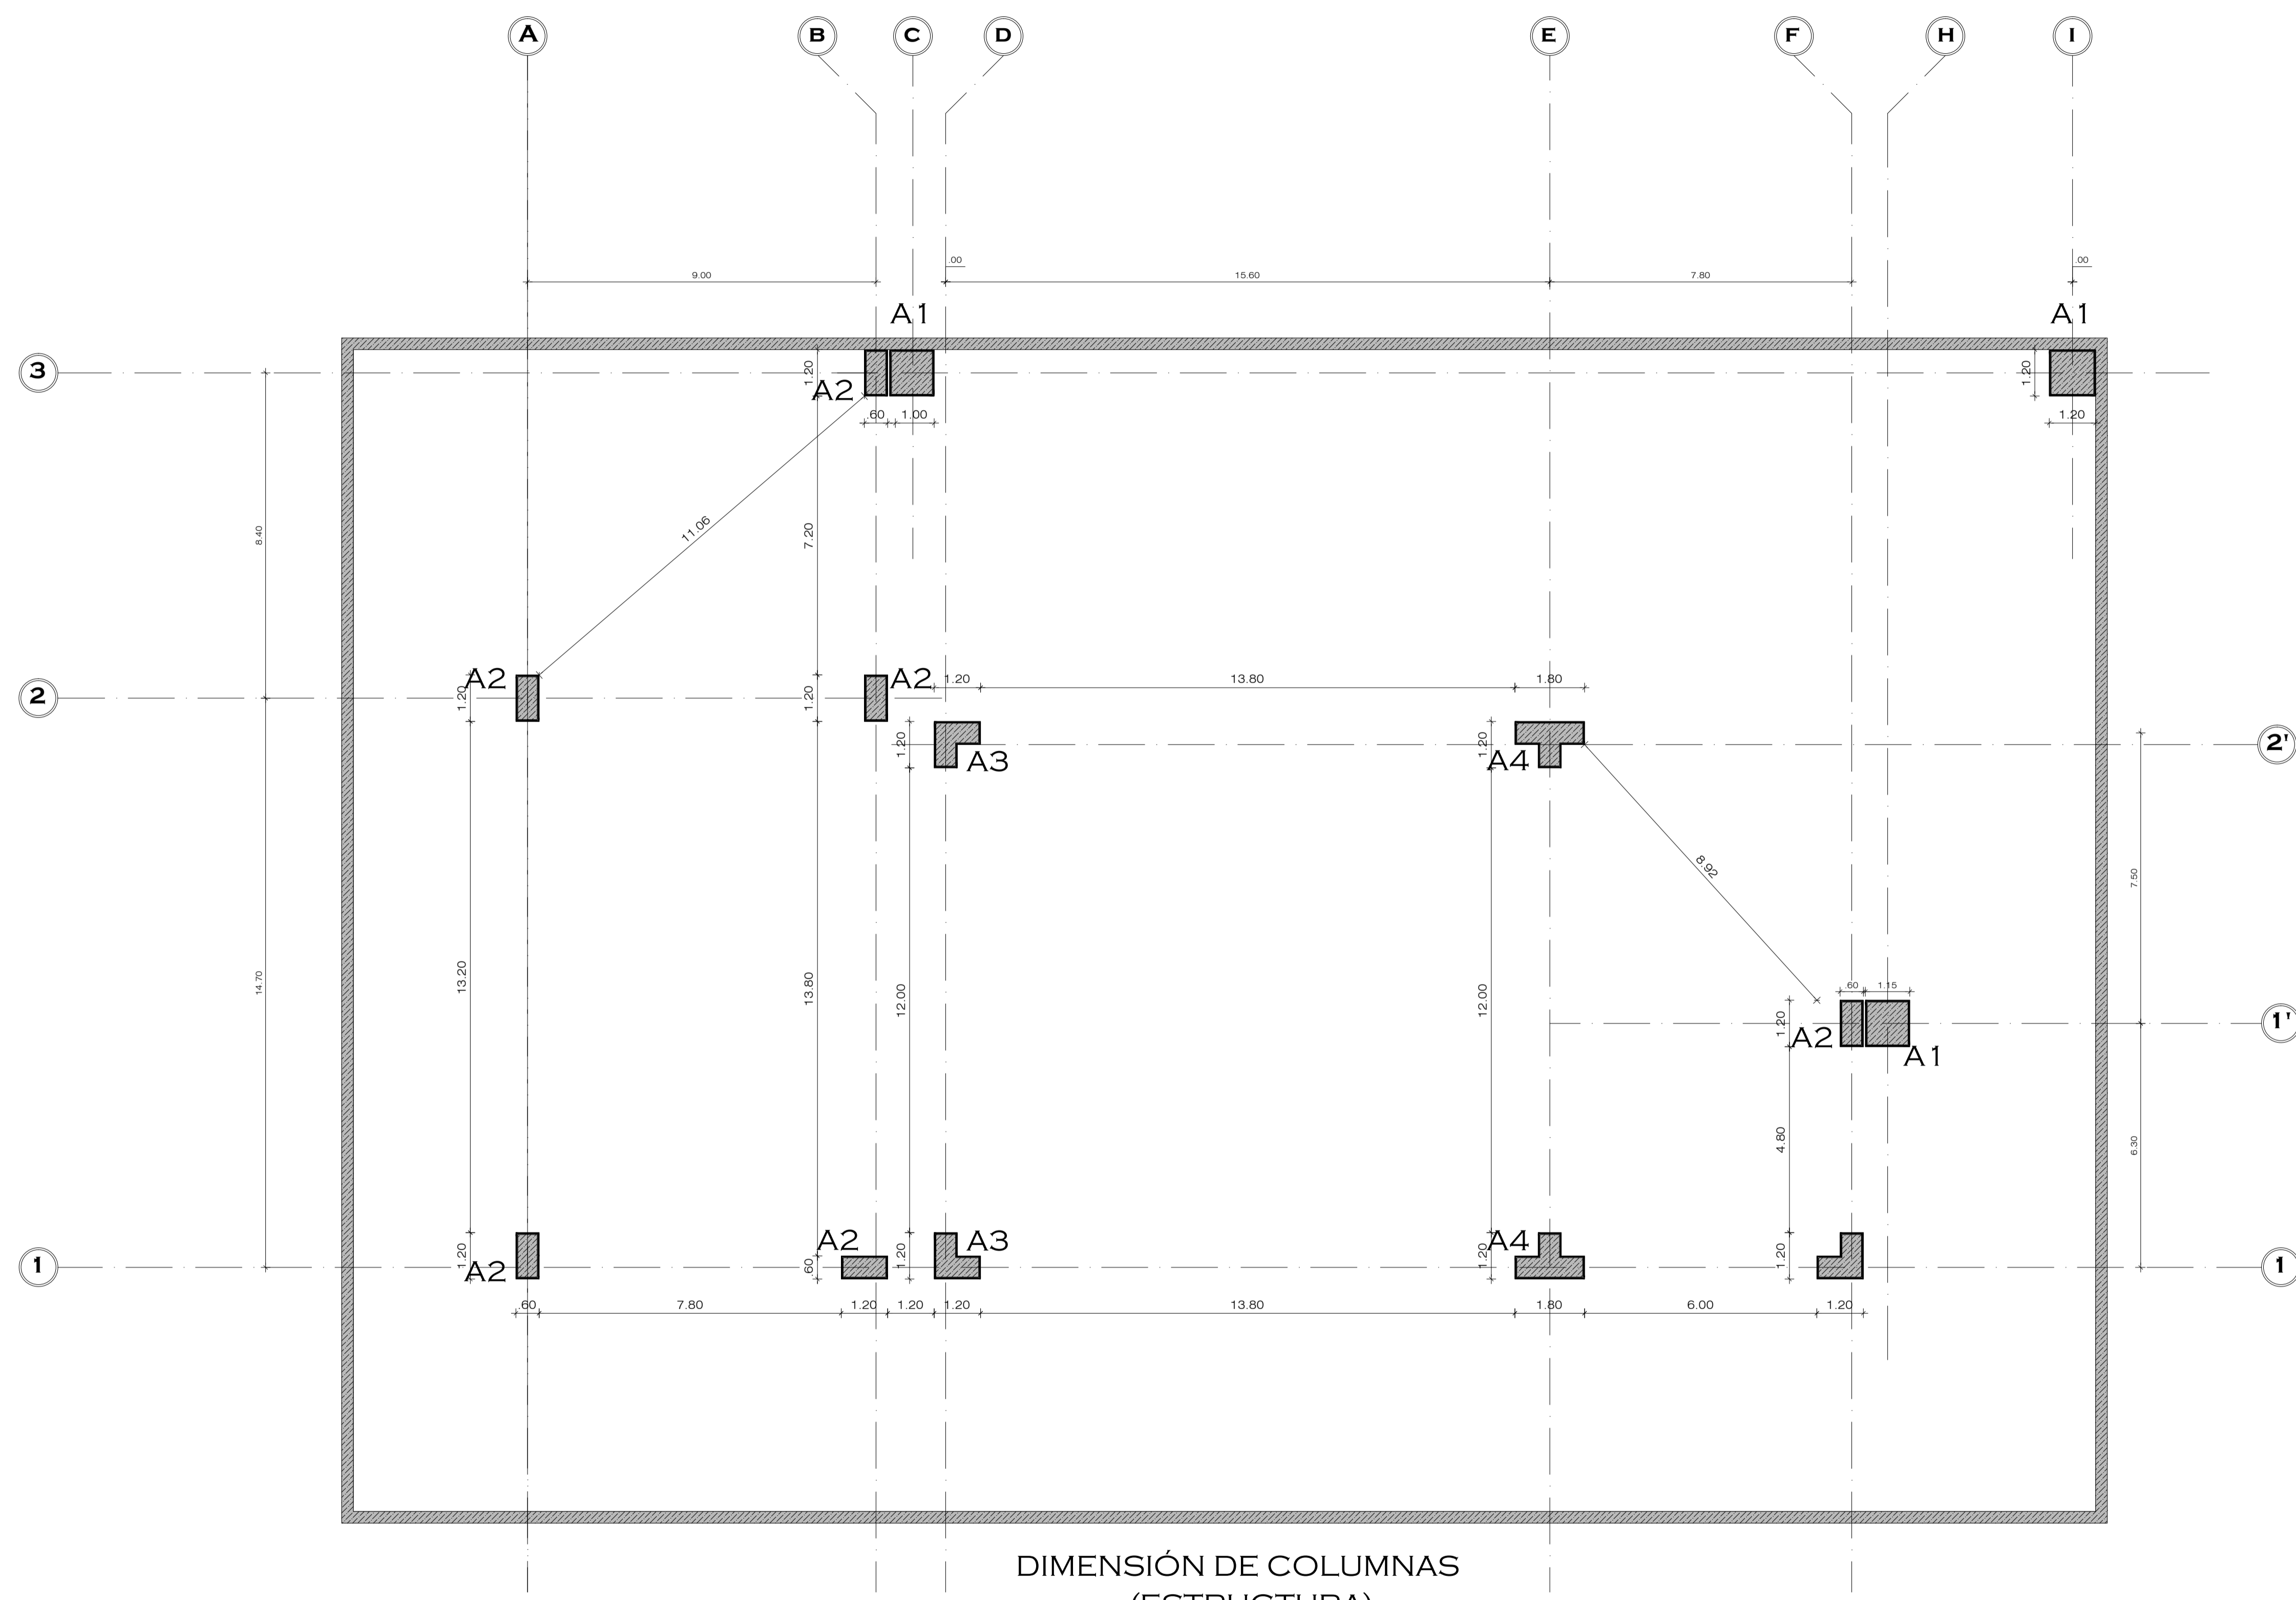 A B C D E F H I
.00 .00
9.00 15.60 7.80
A1 A1
3 1.20 A2 1.20
.60 1.00 1.20
8.40 11.06 7.20
A2 A2 1.20 13.80 1.80
2 1.20 1.20
1.20 A3 1.20 A4 2'
8.92 7.50
14.70 13.20 13.80 12.00 12.00
.60 1.15
1.20 A2 A1 1'
4.80 6.30
A2 A3 A4
1 1.20 A2 .60 1.20 1.20 1.20 1
.60 7.80 1.20 1.20 1.20 13.80 1.80 6.00 1.20
DIMENSIÓN DE COLUMNAS
(ESTRUCTURA)